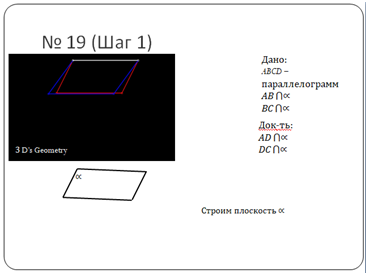 № 19 (Шаг 1)
Дано:
ABCD –
параллелограмм
AB ⋂∝
BC ⋂∝
Док-ть:
AD ⋂∝
DC ⋂∝
3 D's Geometry
∝
Строим плоскость ∝